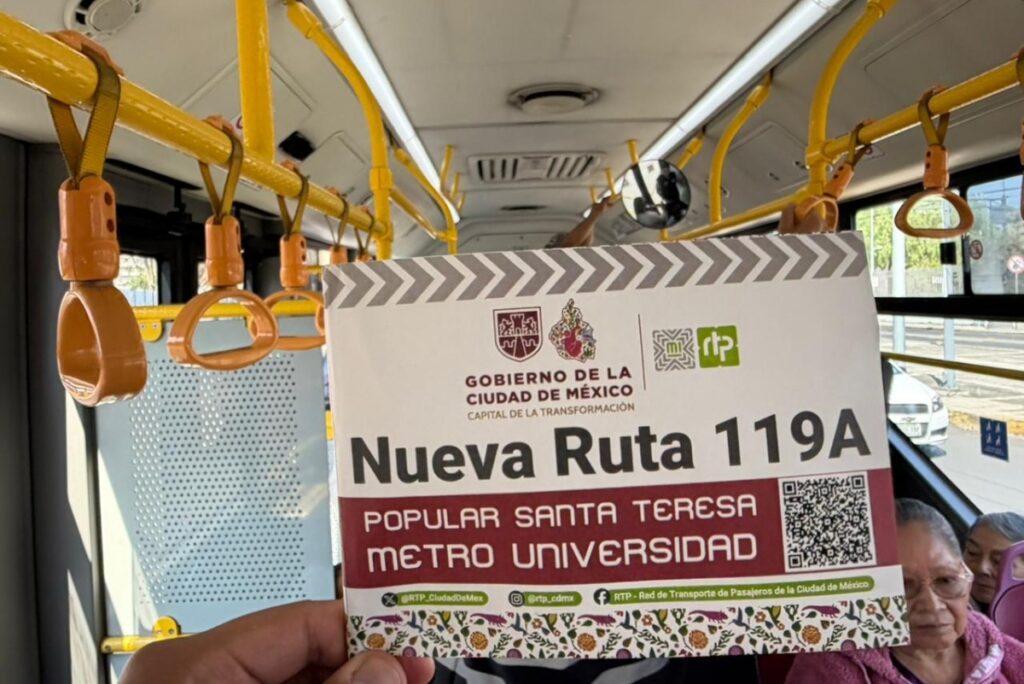 mi rtp
GOBIERNO DE LA
CIUDAD DE MÉXICO
CAPITAL DE LA TRANSFORMACIÓN
Nueva Ruta 119A
POPULAR SANTA TERESA
METRO UNIVERSIDAD
@RTP_CiudadDeMex @rtp_cdmx RTP - Red de Transporte de Pasajeros de la Ciudad de México